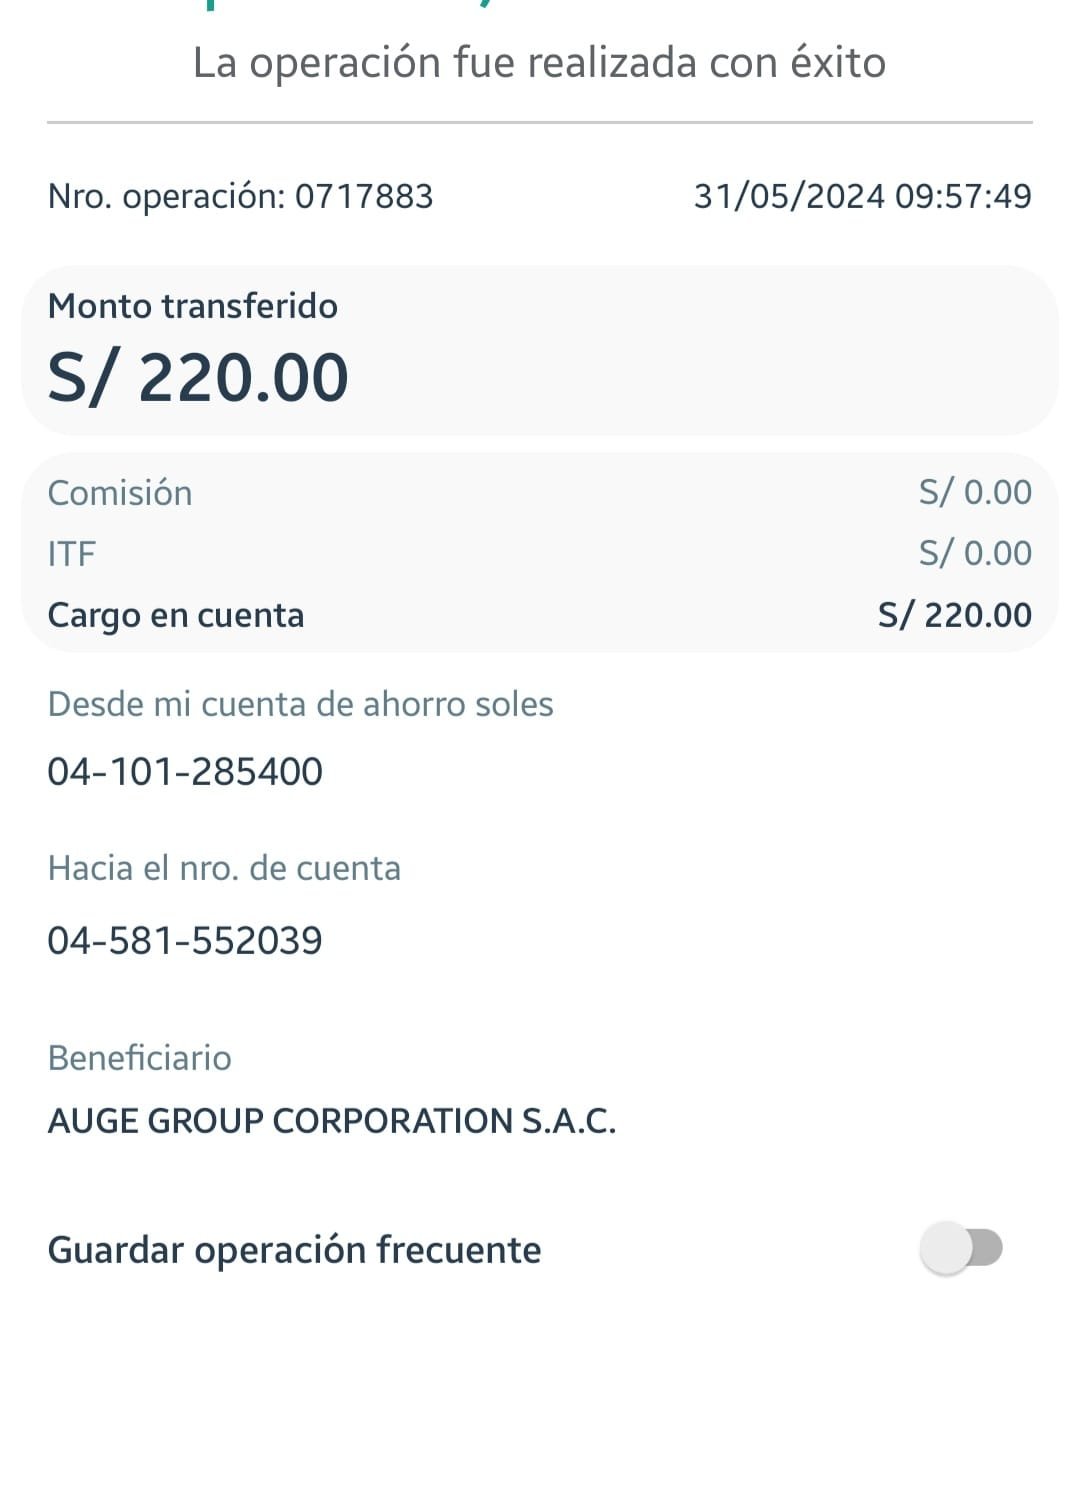 La operación fue realizada con éxito
Nro. operación: 0717883 31/05/2024 09:57:49
Monto transferido
S/ 220.00
Comisión S/ 0.00
ITF S/ 0.00
Cargo en cuenta S/ 220.00
Desde mi cuenta de ahorro soles
04-101-285400
Hacia el nro. de cuenta
04-581-552039
Beneficiario
AUGE GROUP CORPORATION S.A.C.
Guardar operación frecuente